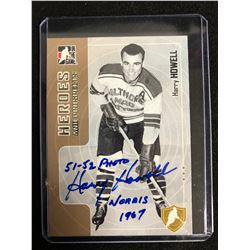 HEROES
AND PROSPECTS
Harry HOWELL
51-52 PHOTO
Harry Howell
NORRIS
1967